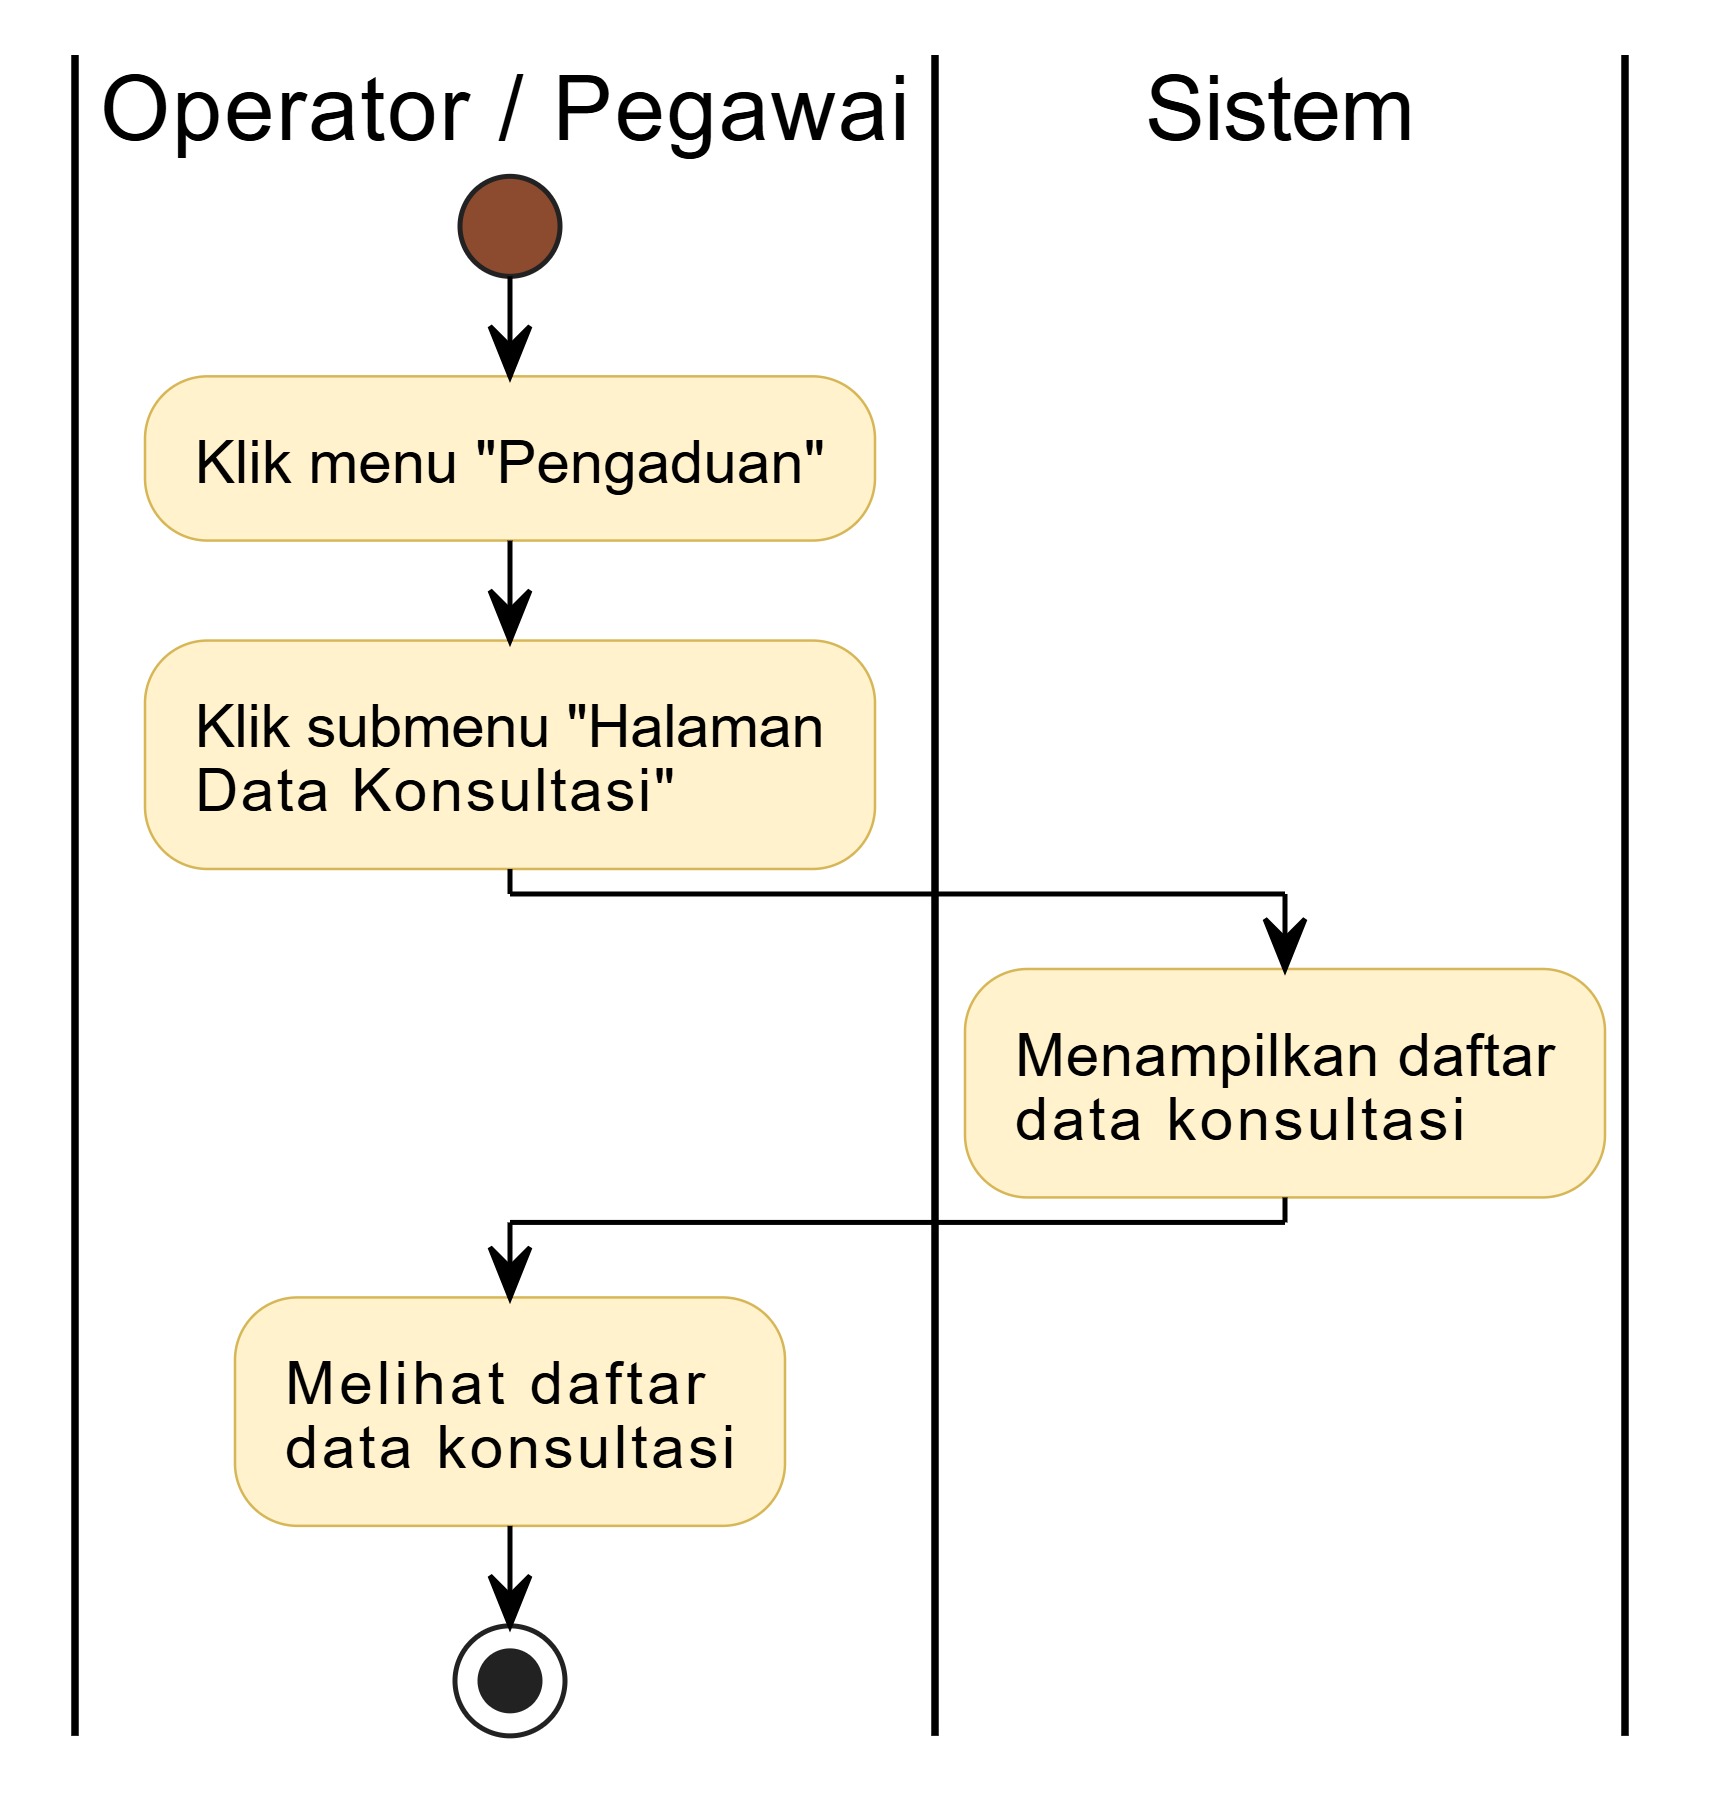 Operator / Pegawai
Sistem
Klik menu "Pengaduan"
Klik submenu "Halaman
Data Konsultasi"
Menampilkan daftar
data konsultasi
Melihat daftar
data konsultasi